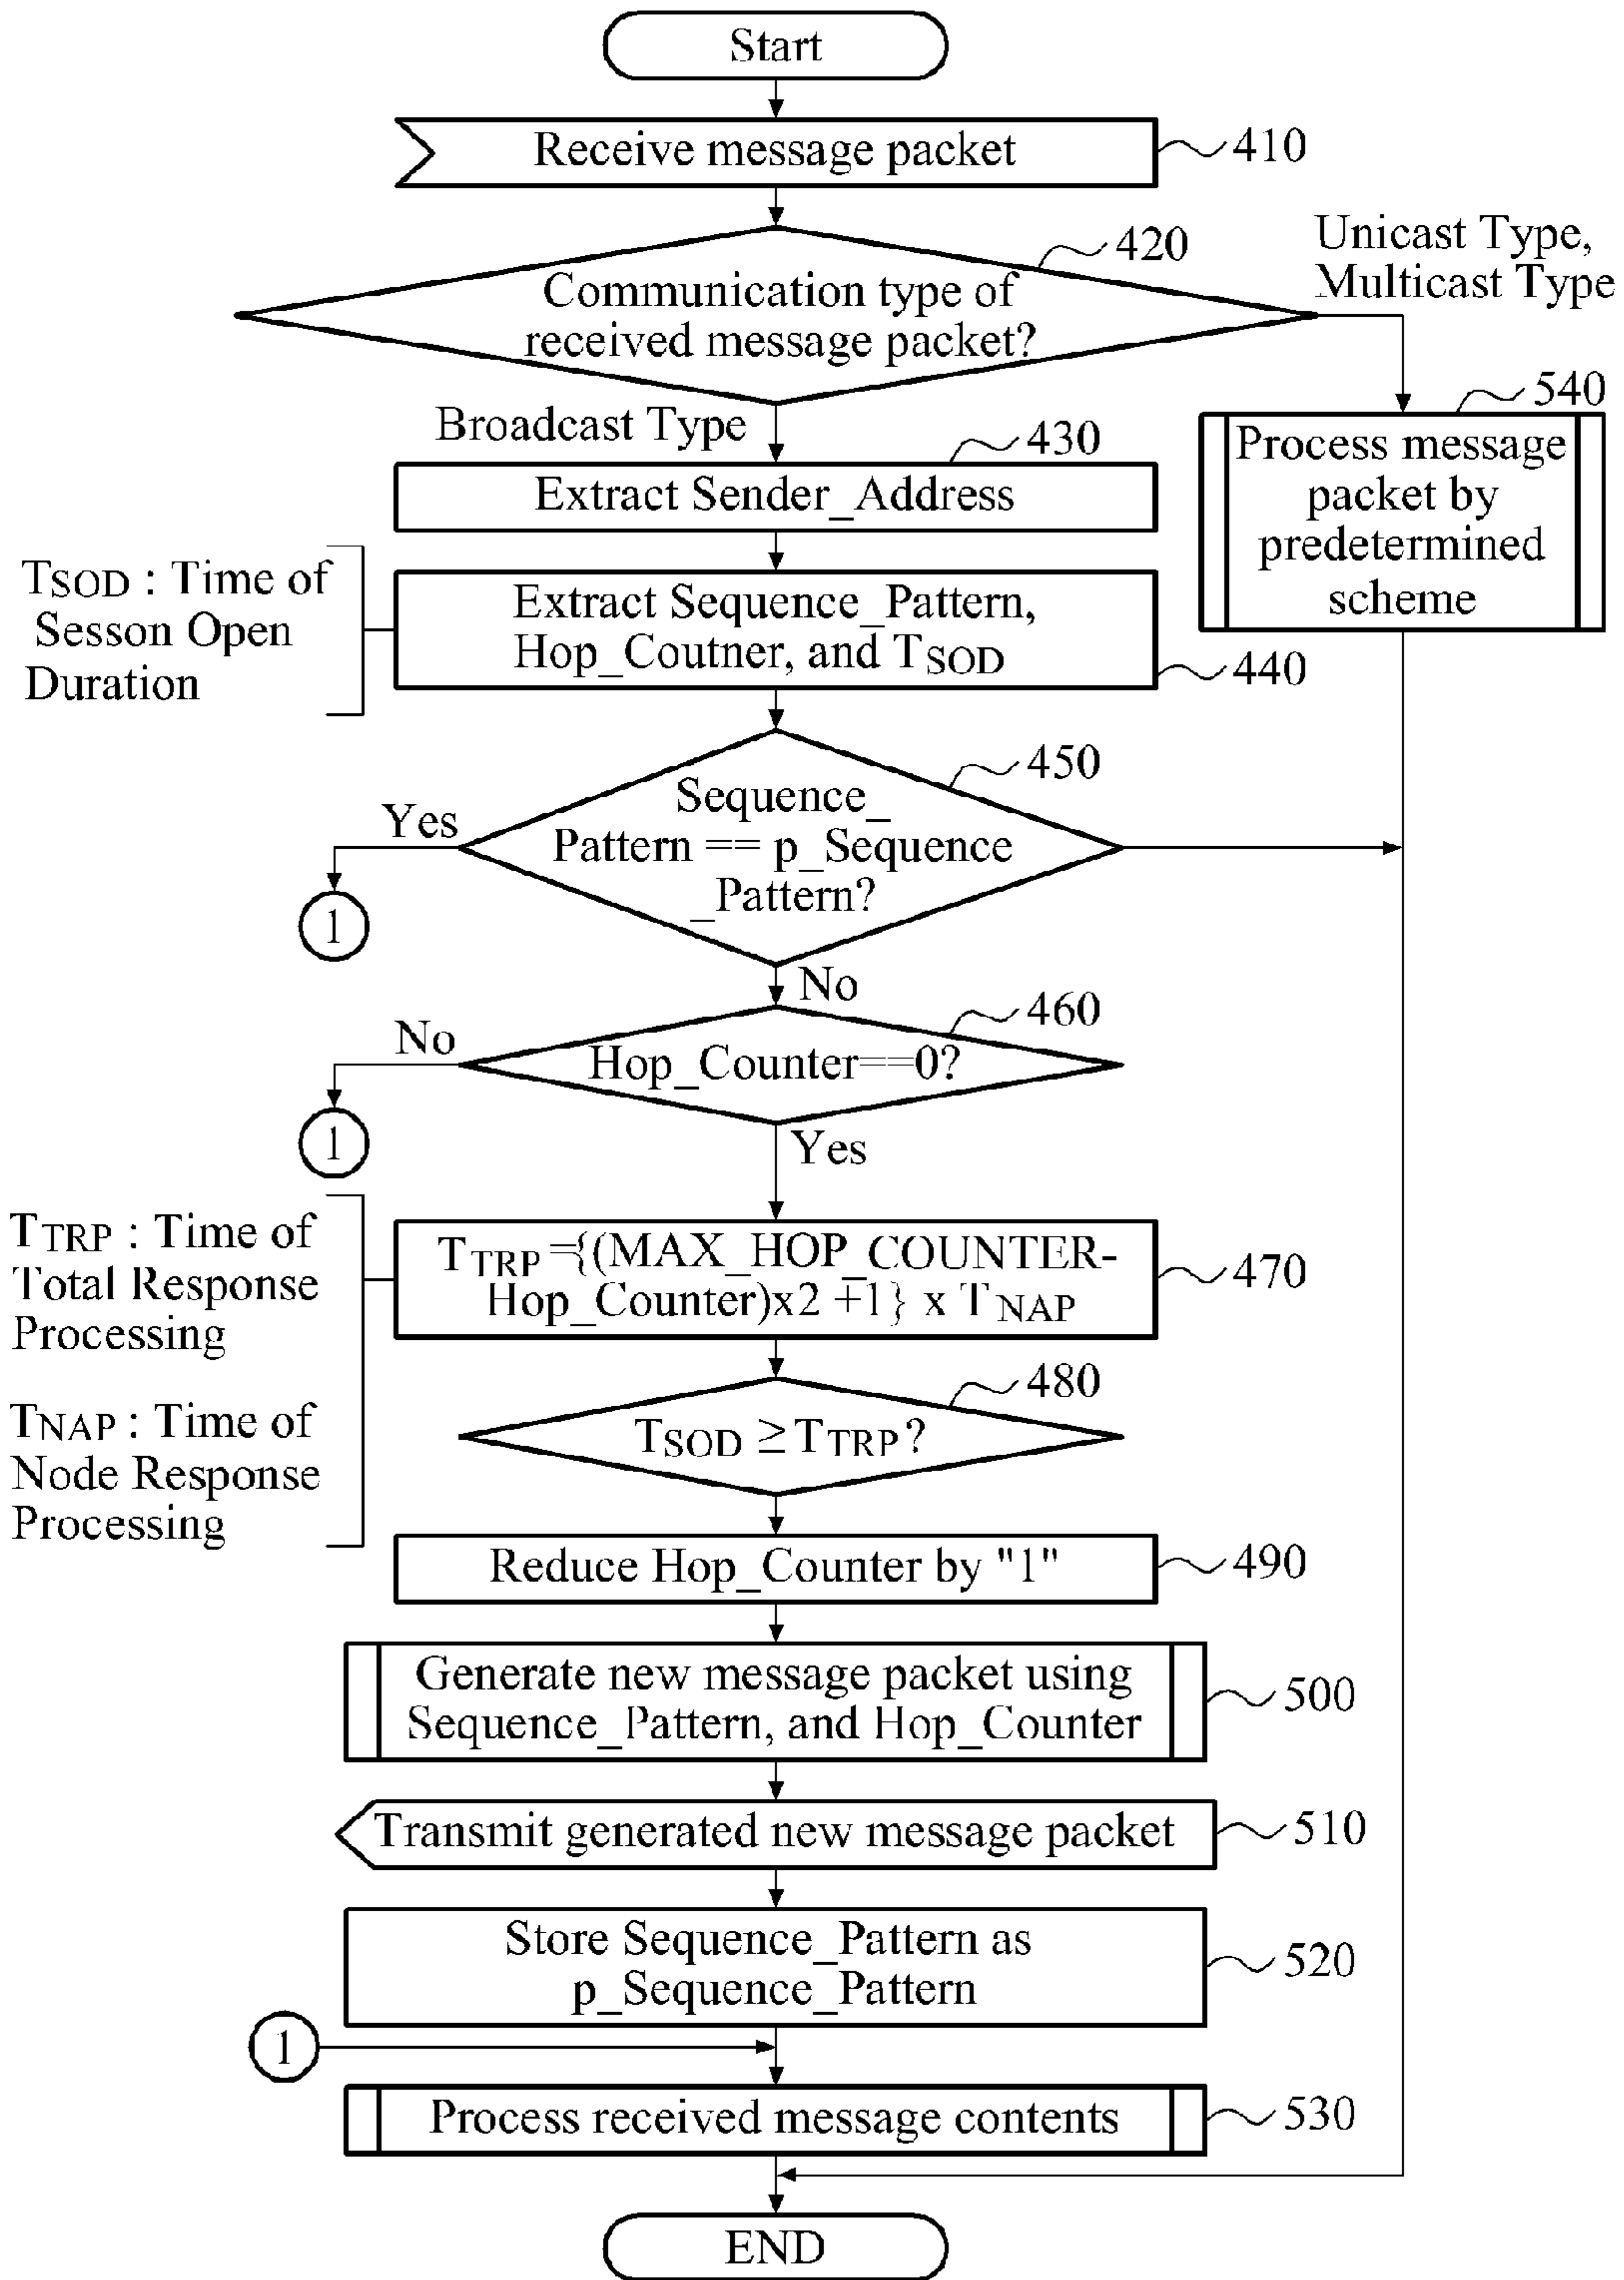 Start
Receive message packet
410
420
Unicast Type,
Multicast Type
Communication type of
received message packet?
540
Broadcast Type
430
Process message
packet by
predetermined
scheme
Extract Sender_Address
TSOD : Time of
Sesson Open
Duration
Extract Sequence_Pattern,
Hop_Coutner, and TSOD
440
450
Sequence_
Pattern == p_Sequence
_Pattern?
Yes
1
No
460
Hop_Counter==0?
No
1
Yes
TTRP : Time of
Total Response
Processing
TTRP={(MAX_HOP_COUNTER-
Hop_Counter)x2 +1} x TNAP
470
480
TSOD ≥ TTRP ?
TNAP : Time of
Node Response
Processing
Reduce Hop_Counter by "1"
490
Generate new message packet using
Sequence_Pattern, and Hop_Counter
500
Transmit generated new message packet
510
Store Sequence_Pattern as
p_Sequence_Pattern
520
1
Process received message contents
530
END